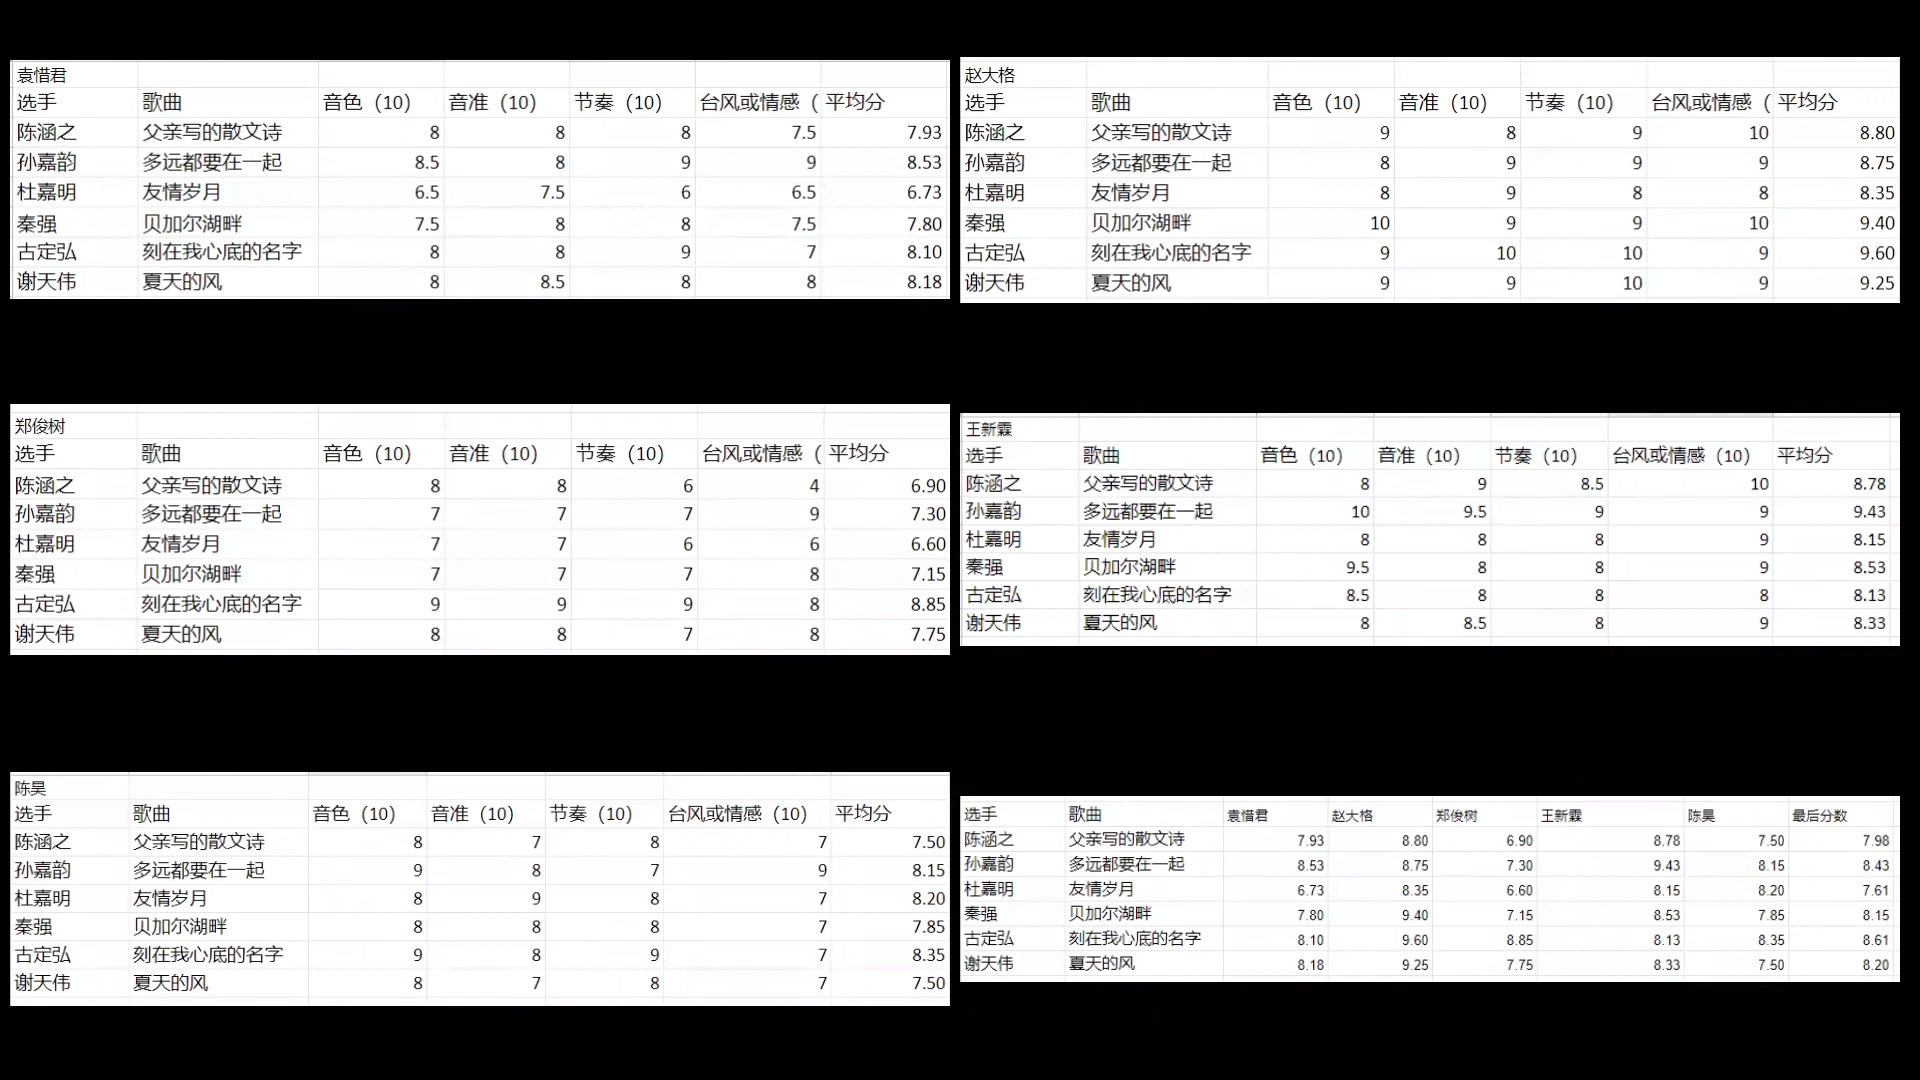 袁惜君
选手 歌曲 音色（10） 音准（10） 节奏（10） 台风或情感（ 平均分
陈涵之 父亲写的散文诗 8 8 8 7.5 7.93
孙嘉韵 多远都要在一起 8.5 8 9 9 8.53
杜嘉明 友情岁月 6.5 7.5 6 6.5 6.73
秦强 贝加尔湖畔 7.5 8 8 7.5 7.80
古定弘 刻在我心底的名字 8 8 9 7 8.10
谢天伟 夏天的风 8 8.5 8 8 8.18
赵大格
选手 歌曲 音色（10） 音准（10） 节奏（10） 台风或情感（ 平均分
陈涵之 父亲写的散文诗 9 8 9 10 8.80
孙嘉韵 多远都要在一起 8 9 9 9 8.75
杜嘉明 友情岁月 8 9 8 8 8.35
秦强 贝加尔湖畔 10 9 9 10 9.40
古定弘 刻在我心底的名字 9 10 10 9 9.60
谢天伟 夏天的风 9 9 10 9 9.25
郑俊树
选手 歌曲 音色（10） 音准（10） 节奏（10） 台风或情感（ 平均分
陈涵之 父亲写的散文诗 8 8 6 4 6.90
孙嘉韵 多远都要在一起 7 7 7 9 7.30
杜嘉明 友情岁月 7 7 6 6 6.60
秦强 贝加尔湖畔 7 7 7 8 7.15
古定弘 刻在我心底的名字 9 9 9 8 8.85
谢天伟 夏天的风 8 8 7 8 7.75
王新霖
选手 歌曲 音色（10） 音准（10） 节奏（10） 台风或情感（10） 平均分
陈涵之 父亲写的散文诗 8 9 8.5 10 8.78
孙嘉韵 多远都要在一起 10 9.5 9 9 9.43
杜嘉明 友情岁月 8 8 8 9 8.15
秦强 贝加尔湖畔 9.5 8 8 9 8.53
古定弘 刻在我心底的名字 8.5 8 8 8 8.13
谢天伟 夏天的风 8 8.5 8 9 8.33
陈昊
选手 歌曲 音色（10） 音准（10） 节奏（10） 台风或情感（10） 平均分
陈涵之 父亲写的散文诗 8 7 8 7 7.50
孙嘉韵 多远都要在一起 9 8 7 9 8.15
杜嘉明 友情岁月 8 9 8 7 8.20
秦强 贝加尔湖畔 8 8 8 7 7.85
古定弘 刻在我心底的名字 9 8 9 7 8.35
谢天伟 夏天的风 8 7 8 7 7.50
选手 歌曲 袁惜君 赵大格 郑俊树 王新霖 陈昊 最后分数
陈涵之 父亲写的散文诗 7.93 8.80 6.90 8.78 7.50 7.98
孙嘉韵 多远都要在一起 8.53 8.75 7.30 9.43 8.15 8.43
杜嘉明 友情岁月 6.73 8.35 6.60 8.15 8.20 7.61
秦强 贝加尔湖畔 7.80 9.40 7.15 8.53 7.85 8.15
古定弘 刻在我心底的名字 8.10 9.60 8.85 8.13 8.35 8.61
谢天伟 夏天的风 8.18 9.25 7.75 8.33 7.50 8.20